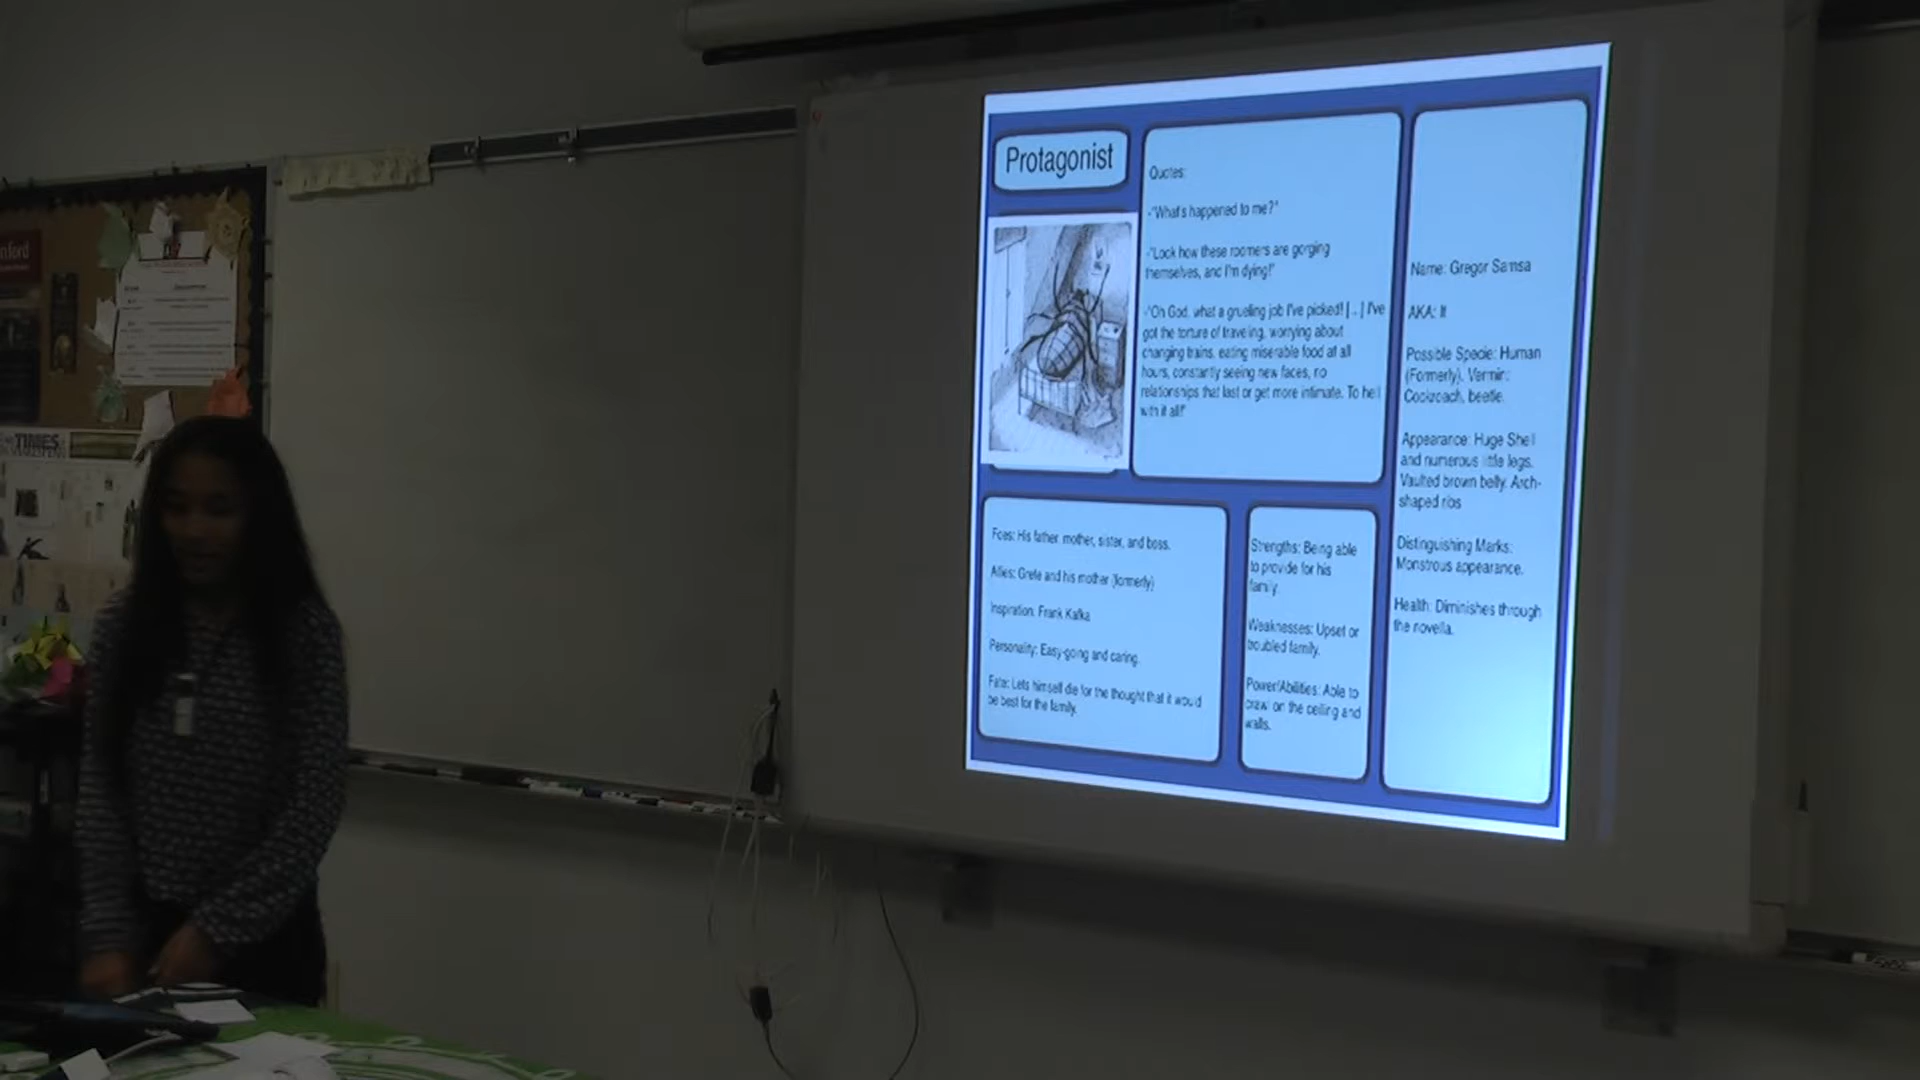 Protagonist
Quotes:
-"What's happened to me?"
-"Look how these roomers are gorging
themselves, and I'm dying!"
-"Oh God, what a grueling job I've picked! [...] I've
got the torture of traveling, worrying about
changing trains, eating miserable food at all
hours, constantly seeing new faces, no
relationships that last or get more intimate. To hell
with it all!"
Name: Gregor Samsa
AKA: It
Possible Specie: Human
(Formerly). Vermin:
Cockroach, beetle.
Appearance: Huge Shell
and numerous little legs.
Vaulted brown belly. Arch-
shaped ribs
Distinguishing Marks:
Monstrous appearance.
Health: Diminishes through
the novella.
Foes: His father, mother, sister, and boss.
Allies: Grete and his mother (formerly)
Inspiration: Frank Kafka
Personality: Easy-going and caring.
Fate: Lets himself die for the thought that it would
be best for the family.
Strengths: Being able
to provide for his
family.
Weaknesses: Upset or
troubled family.
Power/Abilities: Able to
crawl on the ceiling and
walls.
nford
TIMES